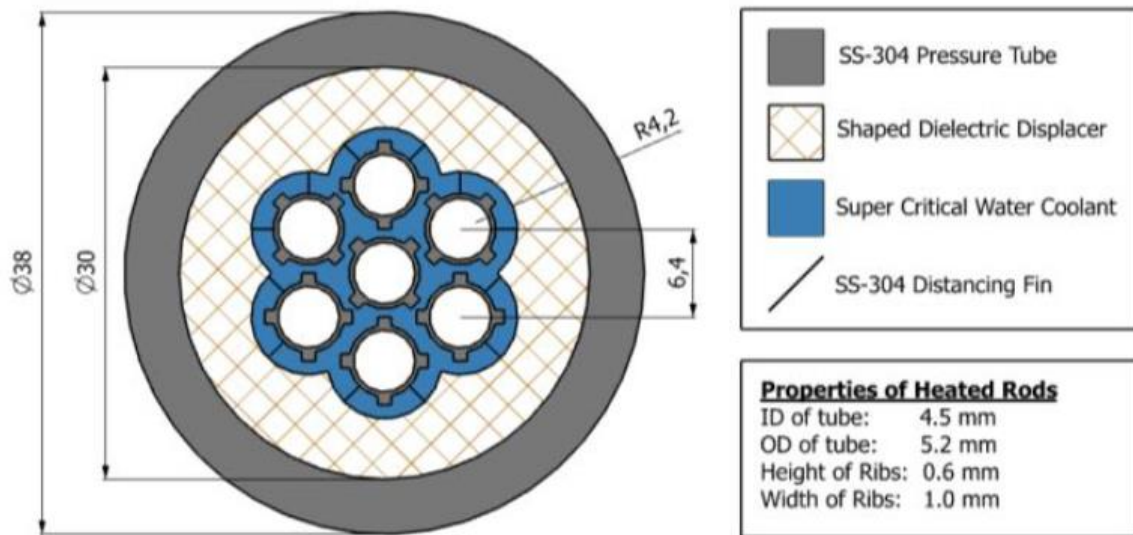 Ø38
Ø30
R4,2
6,4
SS-304 Pressure Tube
Shaped Dielectric Displacer
Super Critical Water Coolant
SS-304 Distancing Fin
Properties of Heated Rods
ID of tube: 4.5 mm
OD of tube: 5.2 mm
Height of Ribs: 0.6 mm
Width of Ribs: 1.0 mm